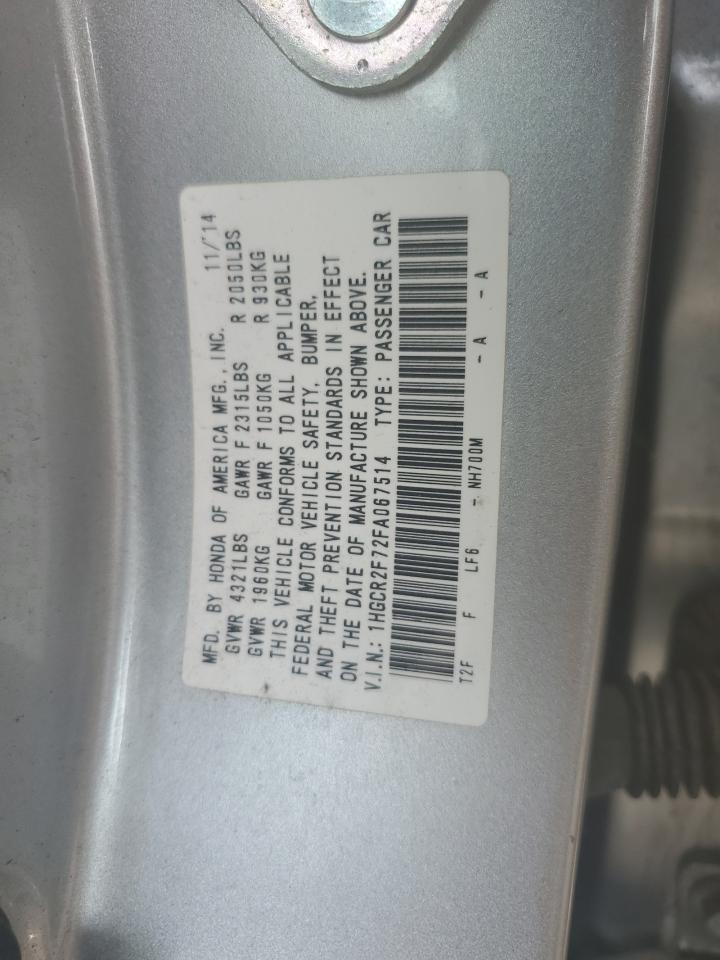 MFD. BY HONDA OF AMERICA MFG., INC. 11/14
GVWR 4321LBS GAWR F 2315LBS R 2050LBS
GVWR 1960KG GAWR F 1050KG R 930KG
THIS VEHICLE CONFORMS TO ALL APPLICABLE
FEDERAL MOTOR VEHICLE SAFETY, BUMPER,
AND THEFT PREVENTION STANDARDS IN EFFECT
ON THE DATE OF MANUFACTURE SHOWN ABOVE.
V.I.N.: 1HGCR2F72FA067514 TYPE: PASSENGER CAR
T2F F LF6 - NH700M - A - A